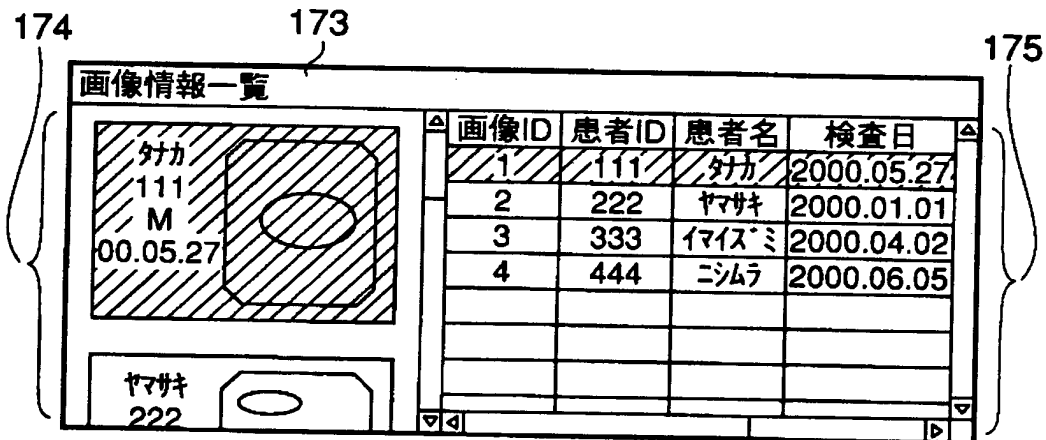 174
173
175
画像情報一覧
タナカ
111
M
00.05.27
ヤマサキ
222
画像ID 患者ID 患者名 検査日
1 111 タナカ 2000.05.27
2 222 ヤマサキ 2000.01.01
3 333 イマイズミ 2000.04.02
4 444 ニシムラ 2000.06.05